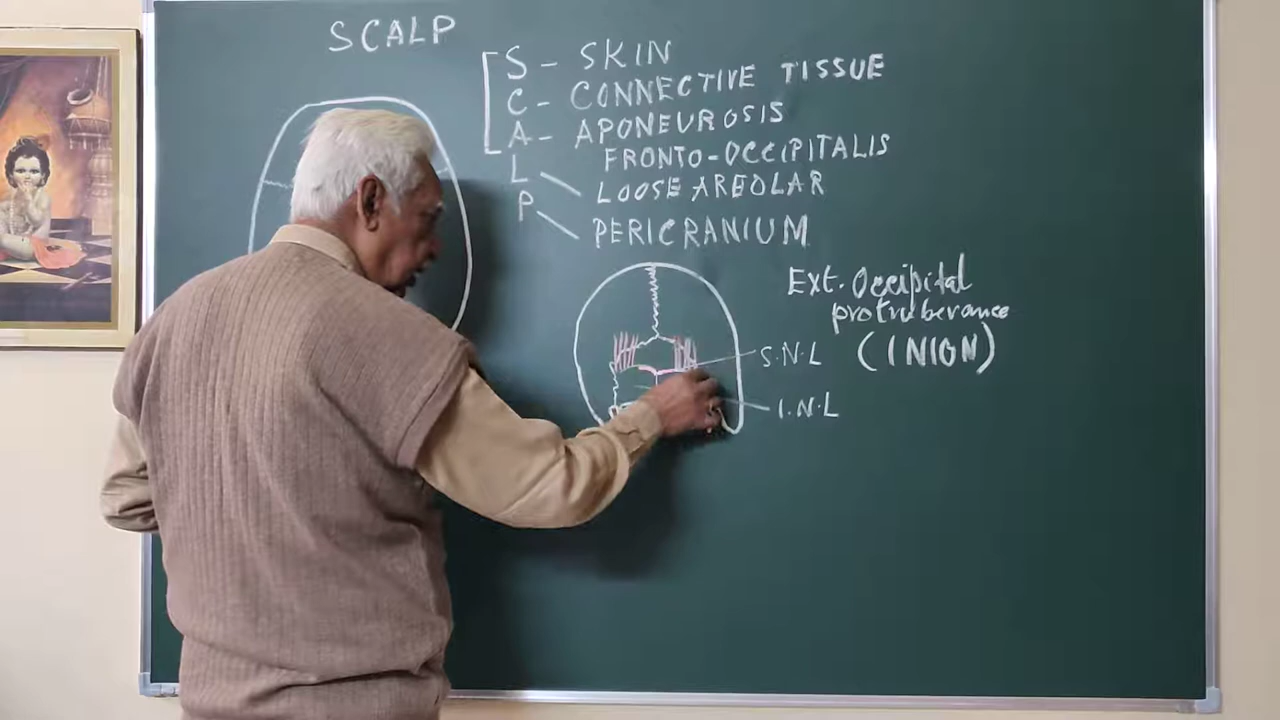 SCALP
S - SKIN
C - CONNECTIVE TISSUE
A - APONEUROSIS
FRONTO-OCCIPITALIS
L LOOSE AREOLAR
P PERICRANIUM
Ext. Occipital
protuberance
(INION)
S.N.L
I.N.L